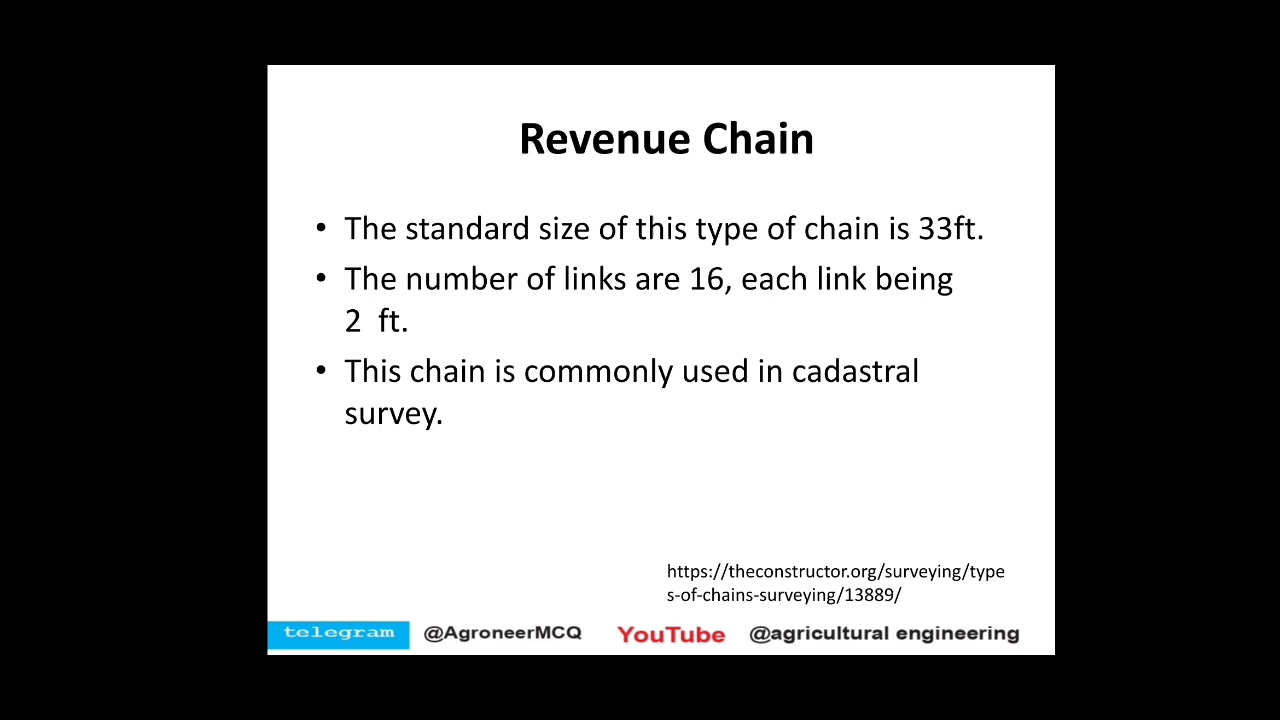 Revenue Chain
• The standard size of this type of chain is 33ft.
• The number of links are 16, each link being
2 ft.
• This chain is commonly used in cadastral
survey.
https://theconstructor.org/surveying/type
s-of-chains-surveying/13889/
telegram @AgroneerMCQ YouTube @agricultural engineering